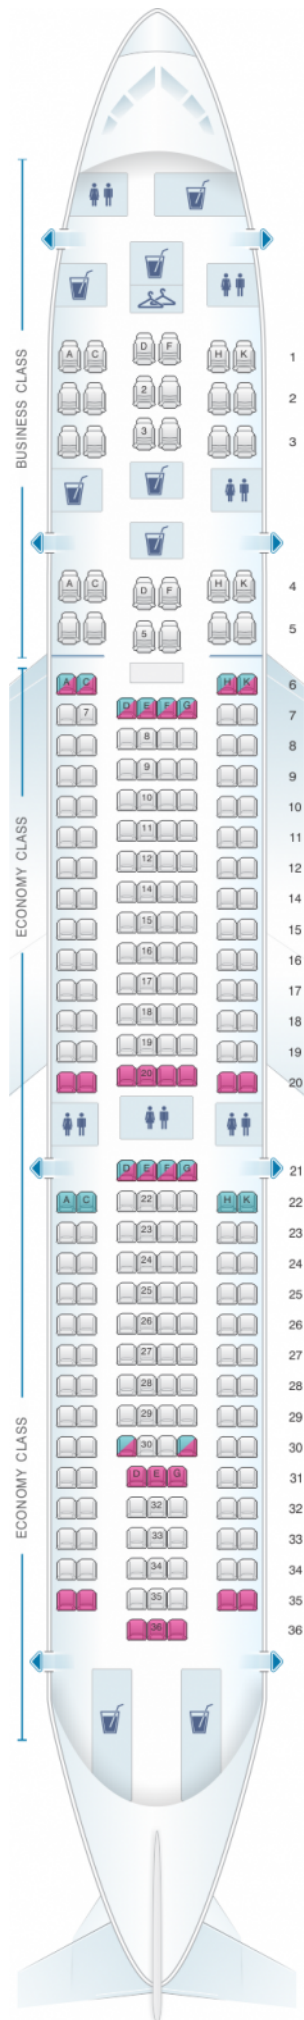 BUSINESS CLASS
A C D F H K 1
2 2
3 3
A C D F H K 4
5 5
A C H K 6
D E F G
7 7
8 8
9 9
10 10
11 11
12 12
14 14
15 15
16 16
17 17
18 18
19 19
20 20
ECONOMY CLASS
D E F G 21
A C 22 H K 22
23 23
24 24
25 25
26 26
27 27
28 28
29 29
30 30
D E G 31
32 32
33 33
34 34
35 35
36 36
ECONOMY CLASS